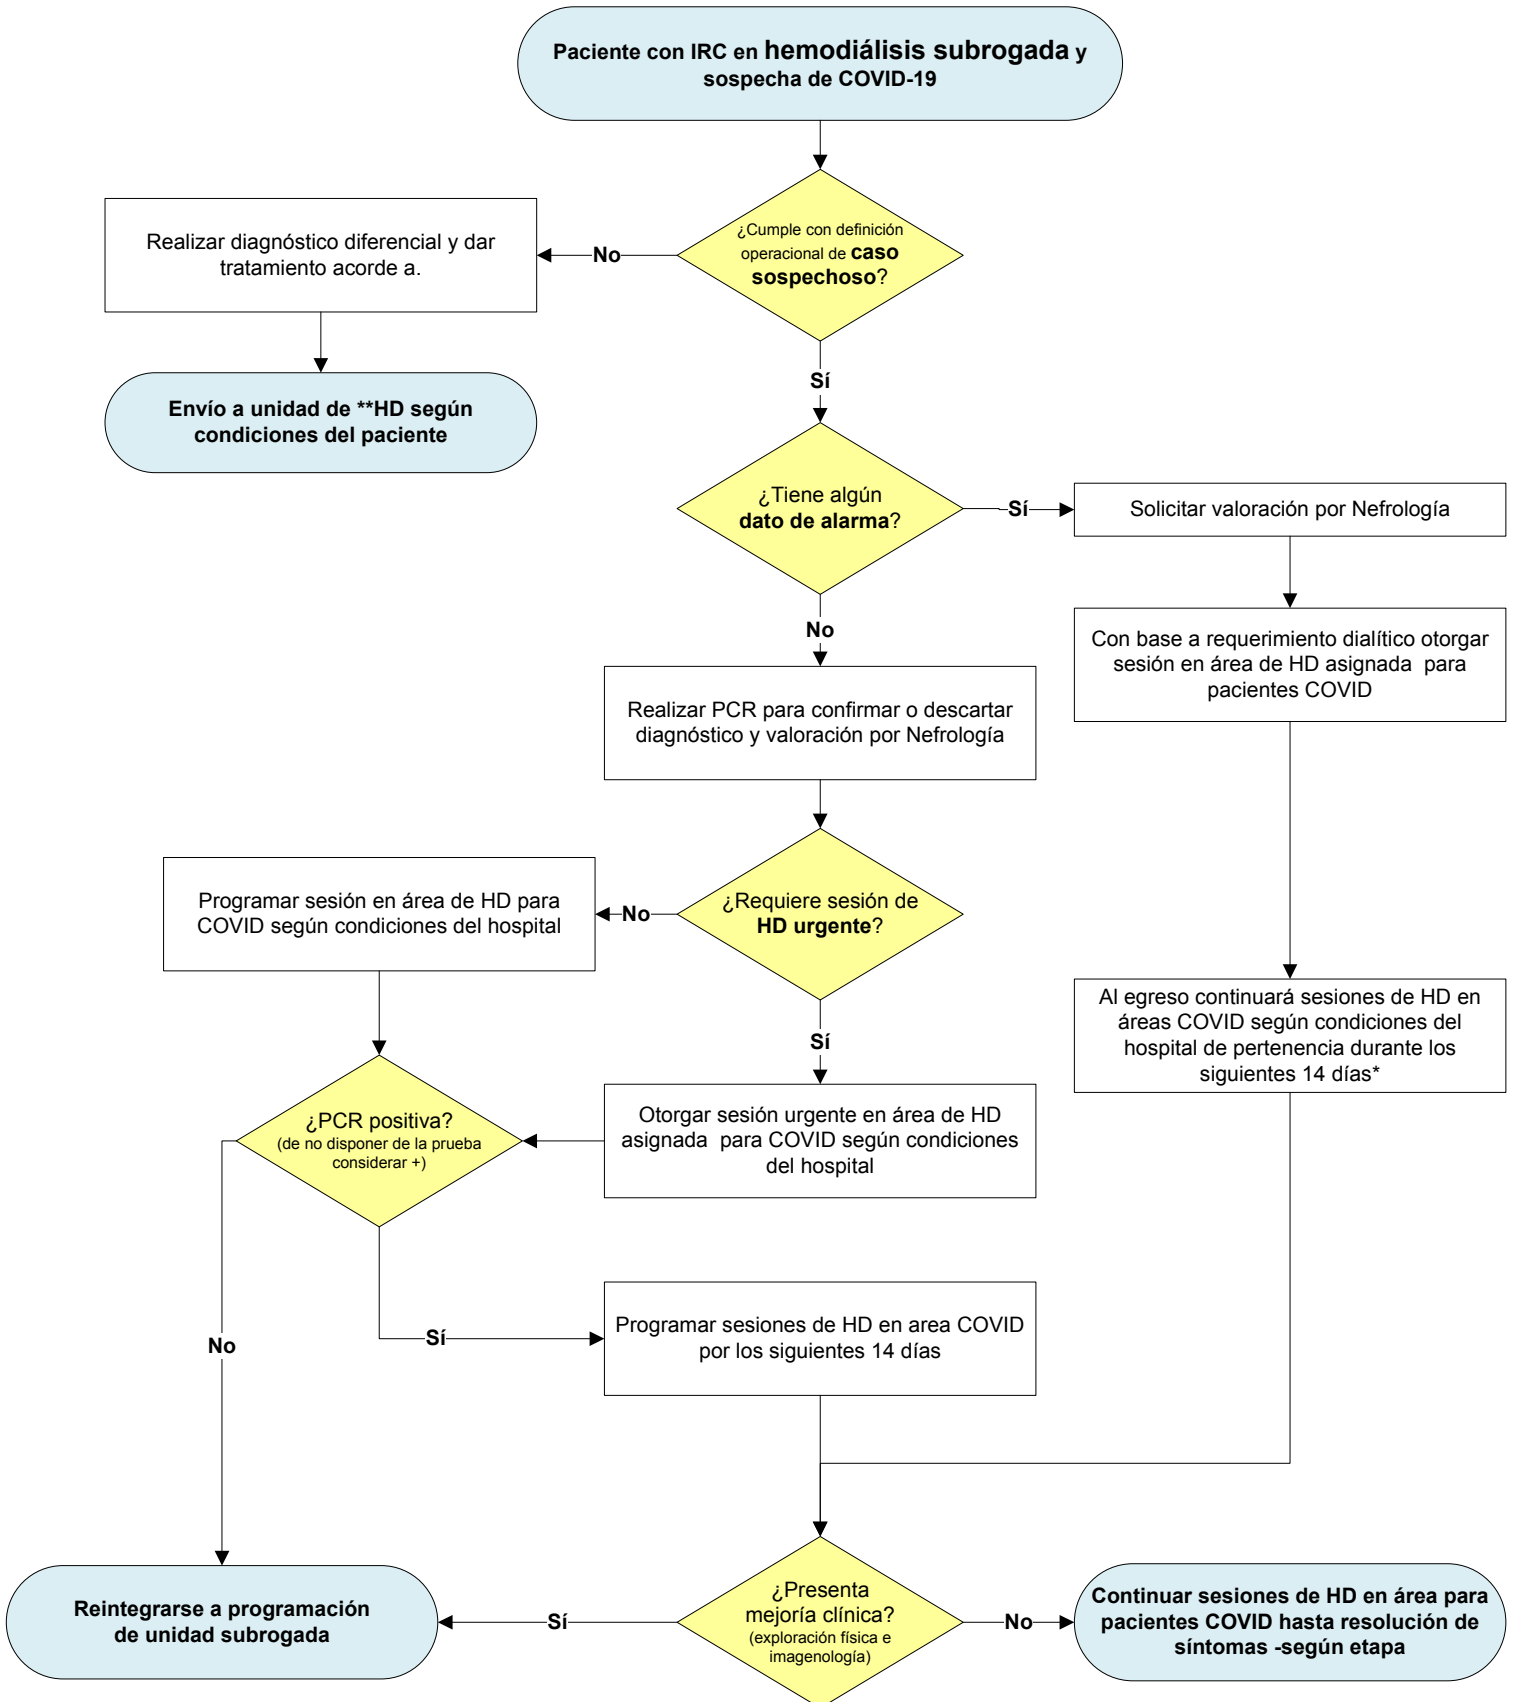 Paciente con IRC en hemodiálisis subrogada y
sospecha de COVID-19
¿Cumple con definición
operacional de caso
sospechoso?
No
Realizar diagnóstico diferencial y dar
tratamiento acorde a.
Envío a unidad de **HD según
condiciones del paciente
Sí
¿Tiene algún
dato de alarma?
Sí
Solicitar valoración por Nefrología
Con base a requerimiento dialítico otorgar
sesión en área de HD asignada para
pacientes COVID
No
Realizar PCR para confirmar o descartar
diagnóstico y valoración por Nefrología
¿Requiere sesión de
HD urgente?
No
Programar sesión en área de HD para
COVID según condiciones del hospital
Al egreso continuará sesiones de HD en
áreas COVID según condiciones del
hospital de pertenencia durante los
siguientes 14 días*
Sí
Otorgar sesión urgente en área de HD
asignada para COVID según condiciones
del hospital
¿PCR positiva?
(de no disponer de la prueba
considerar +)
No
Sí
Programar sesiones de HD en area COVID
por los siguientes 14 días
¿Presenta
mejoría clínica?
(exploración física e
imagenología)
Sí
Reintegrarse a programación
de unidad subrogada
No
Continuar sesiones de HD en área para
pacientes COVID hasta resolución de
síntomas -según etapa